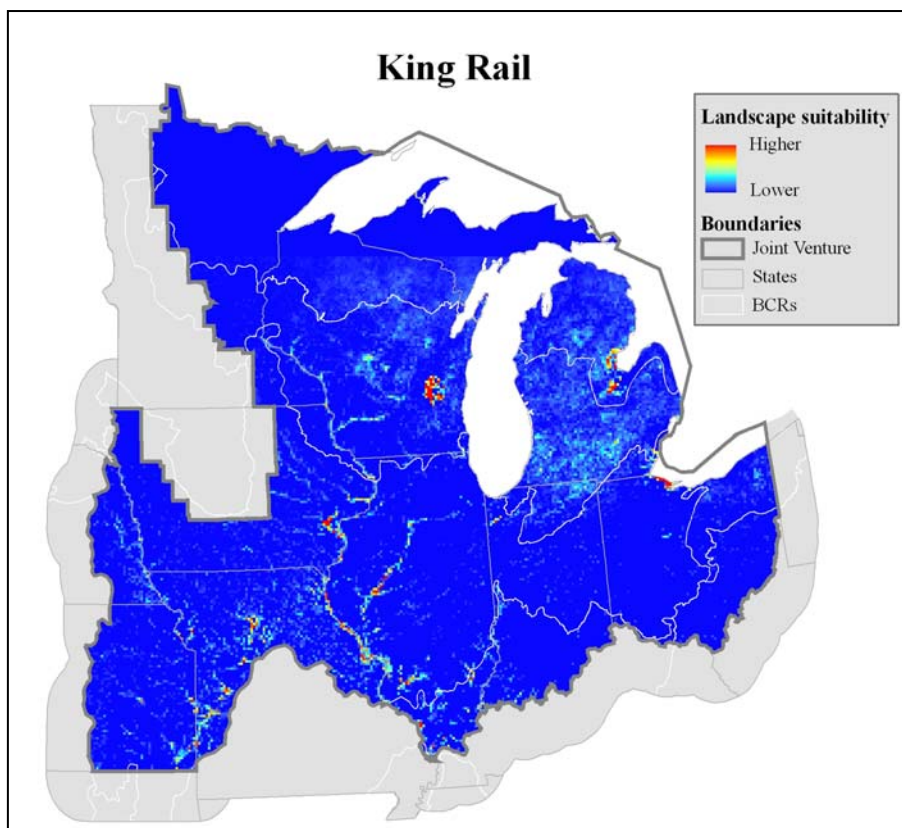 King Rail
Landscape suitability
Higher
Lower
Boundaries
Joint Venture
States
BCRs